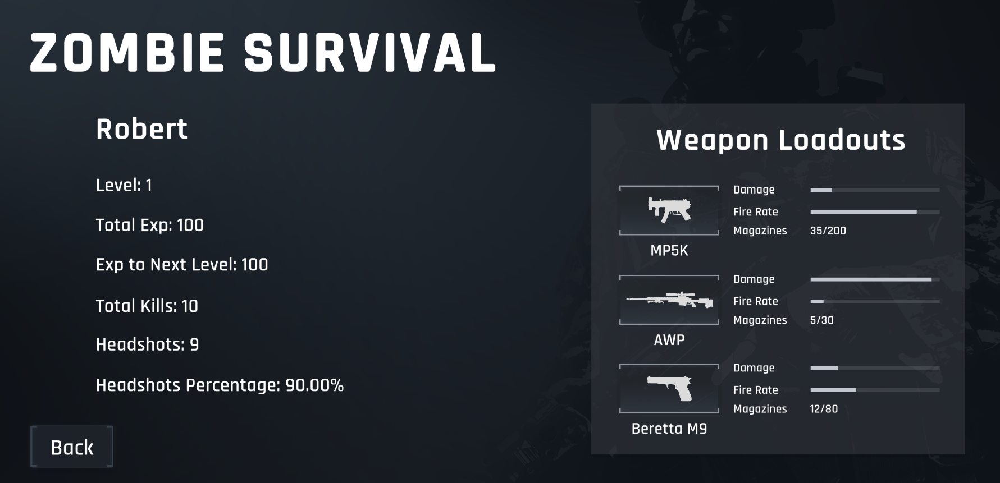 ZOMBIE SURVIVAL
Robert
Level: 1
Total Exp: 100
Exp to Next Level: 100
Total Kills: 10
Headshots: 9
Headshots Percentage: 90.00%
Back
Weapon Loadouts
Damage
Fire Rate
Magazines 35/200
MP5K
Damage
Fire Rate
Magazines 5/30
AWP
Damage
Fire Rate
Magazines 12/80
Beretta M9